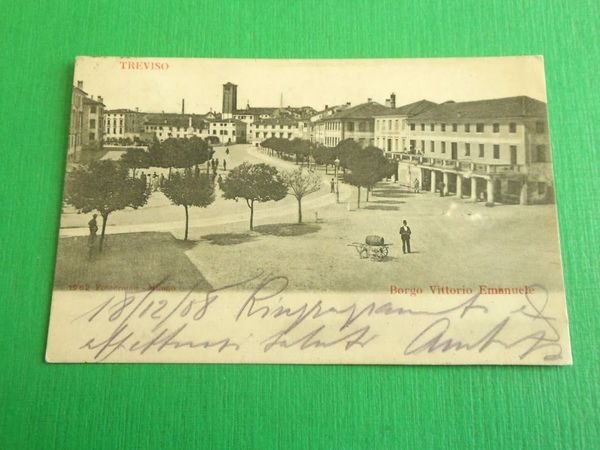 TREVISO
Borgo Vittorio Emanuele
18/12/08 Ringraziamenti ed
affettuosi saluti